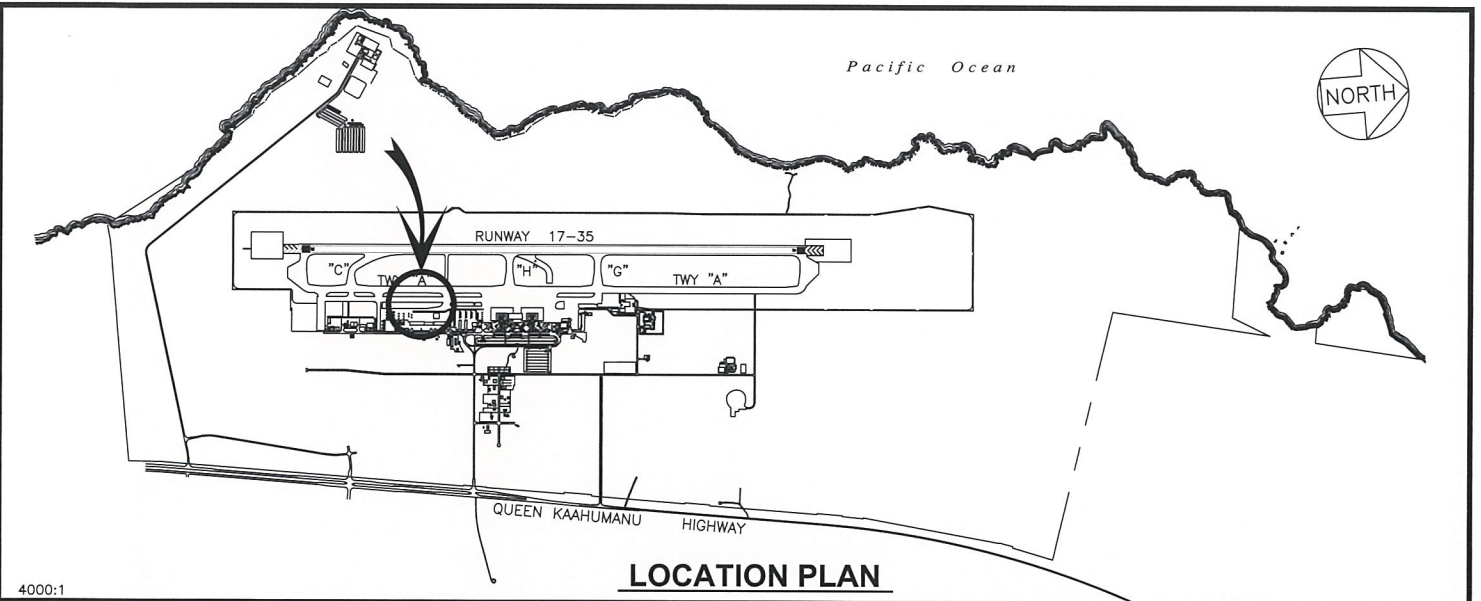 Pacific Ocean
NORTH
RUNWAY 17-35
"C"
TWY "A"
"H"
"G"
TWY "A"
QUEEN KAAHUMANU HIGHWAY
LOCATION PLAN
4000:1